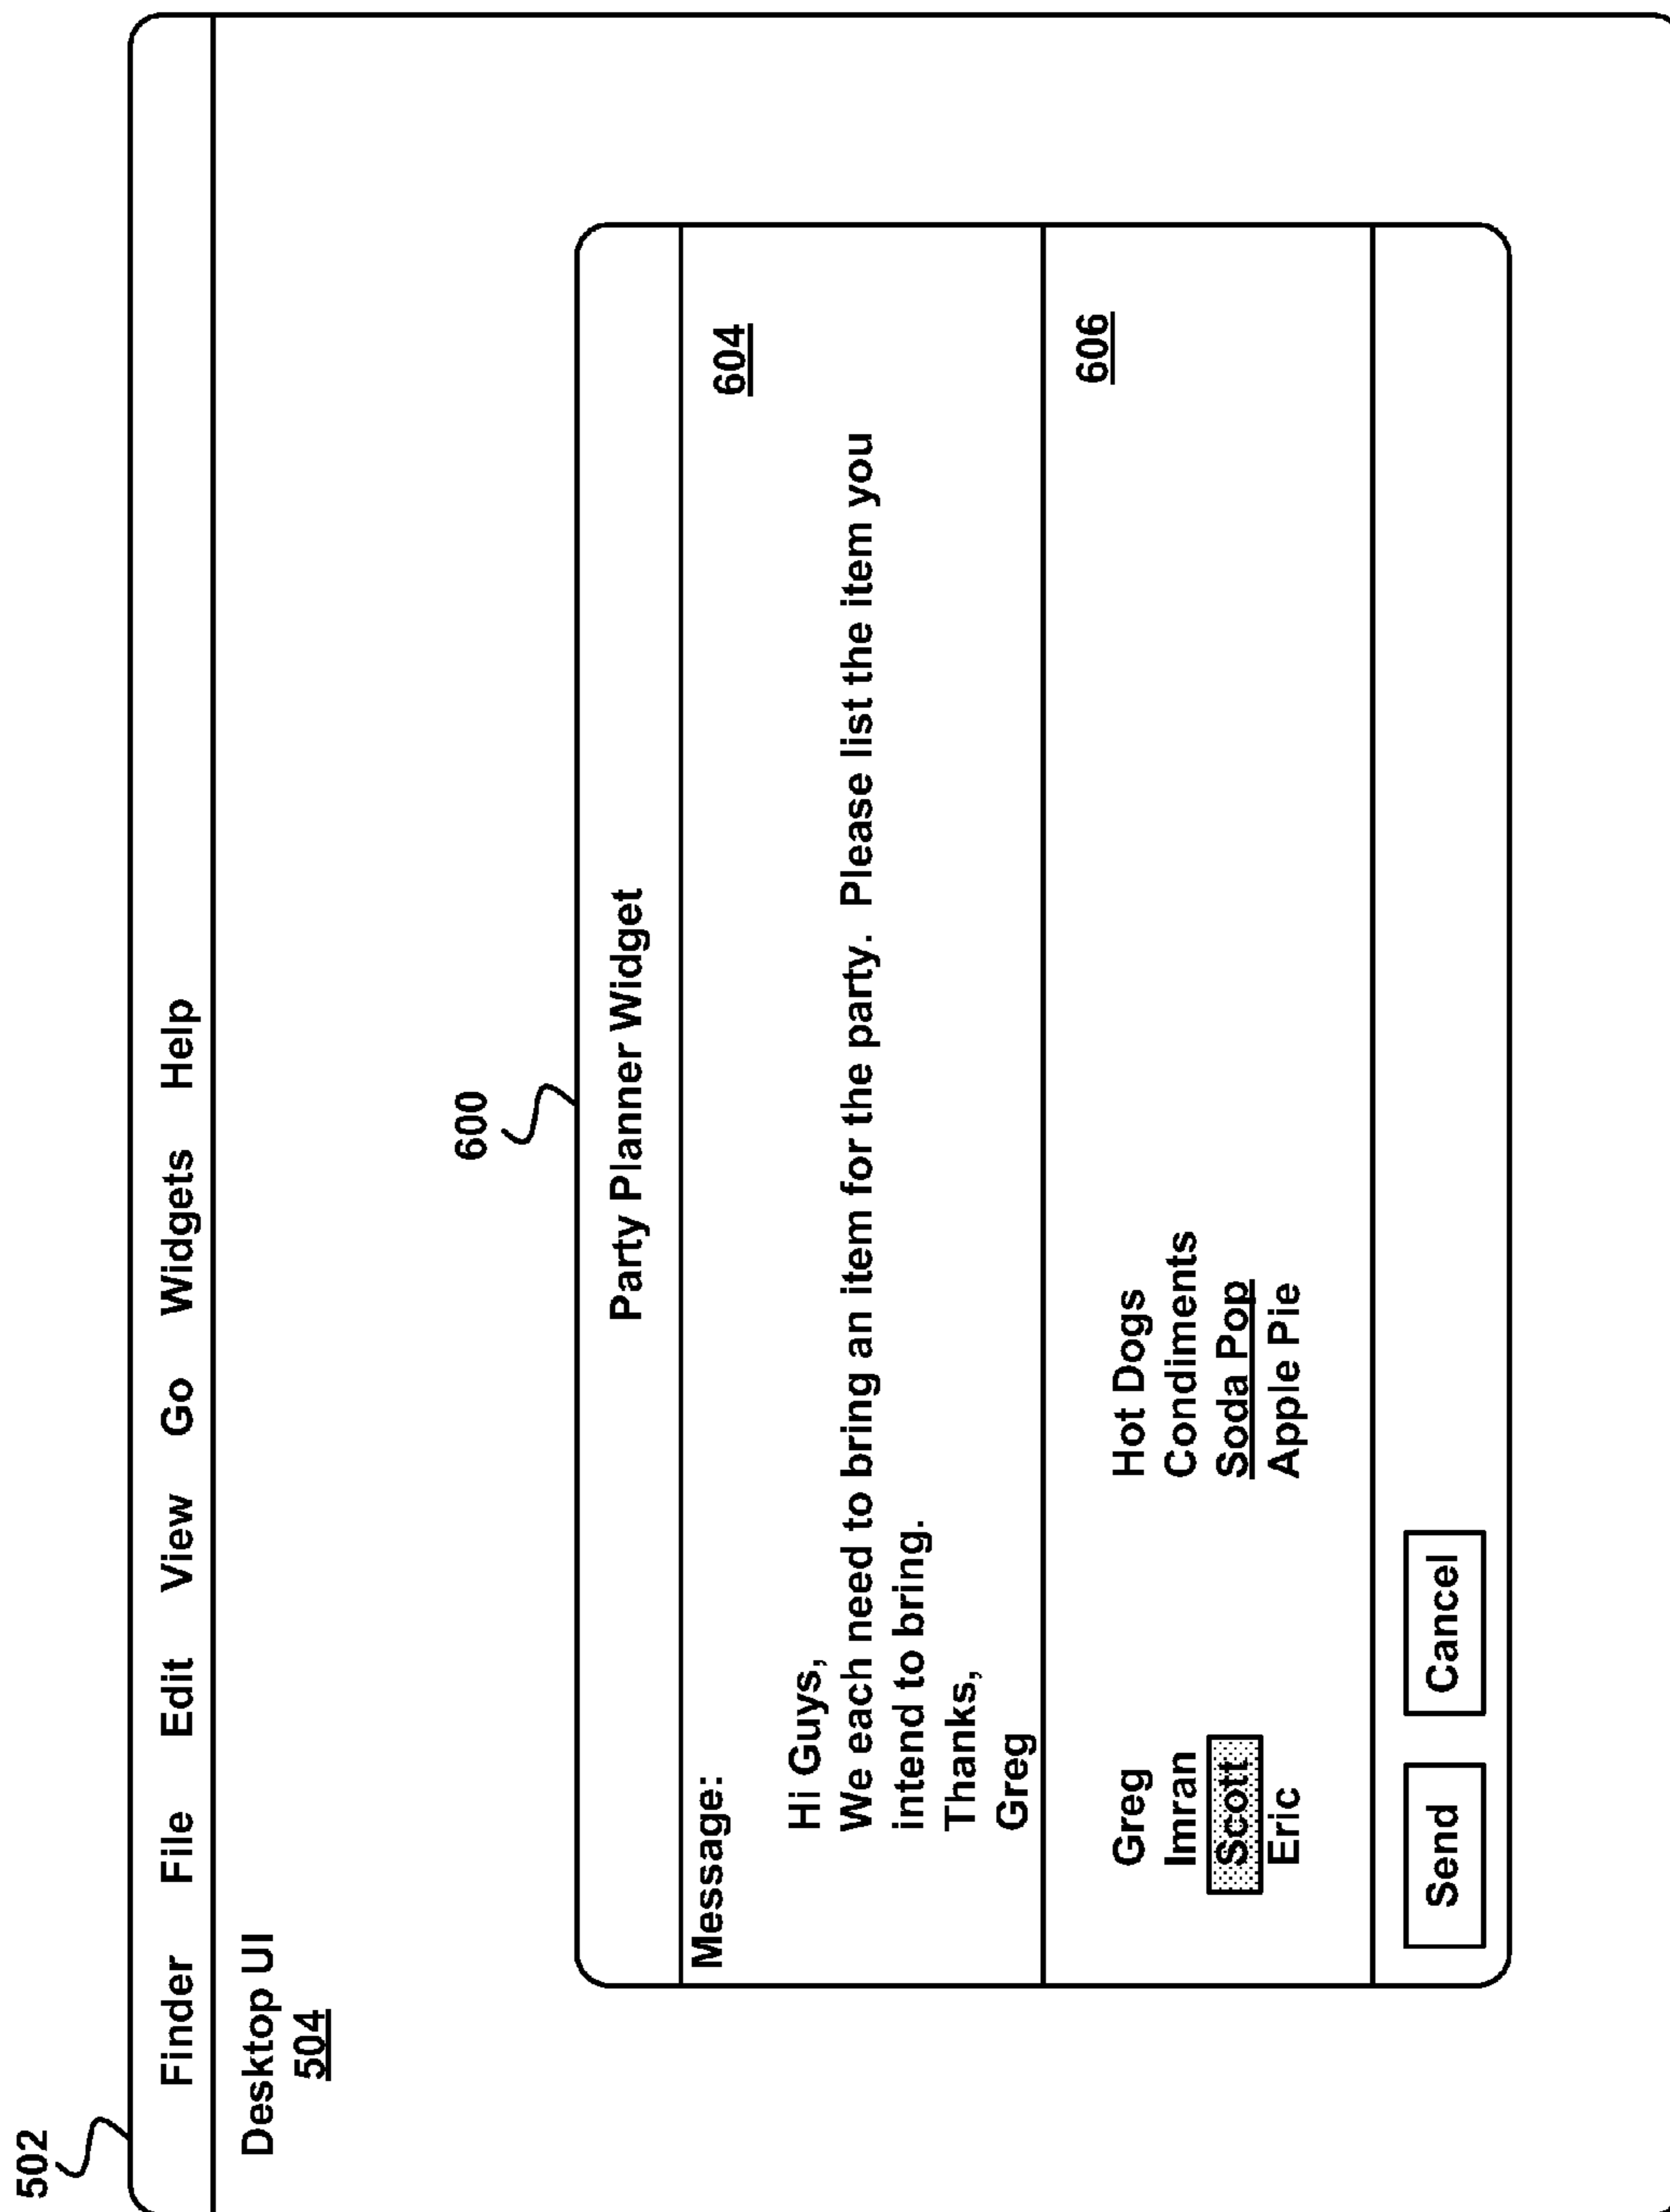 502
Finder File Edit View Go Widgets Help
Desktop UI
504
600
Party Planner Widget
Message:
604
Hi Guys,
We each need to bring an item for the party. Please list the item you
intend to bring.
Thanks,
Greg
606
Greg Hot Dogs
Imran Condiments
Scott Soda Pop
Eric Apple Pie
Send Cancel